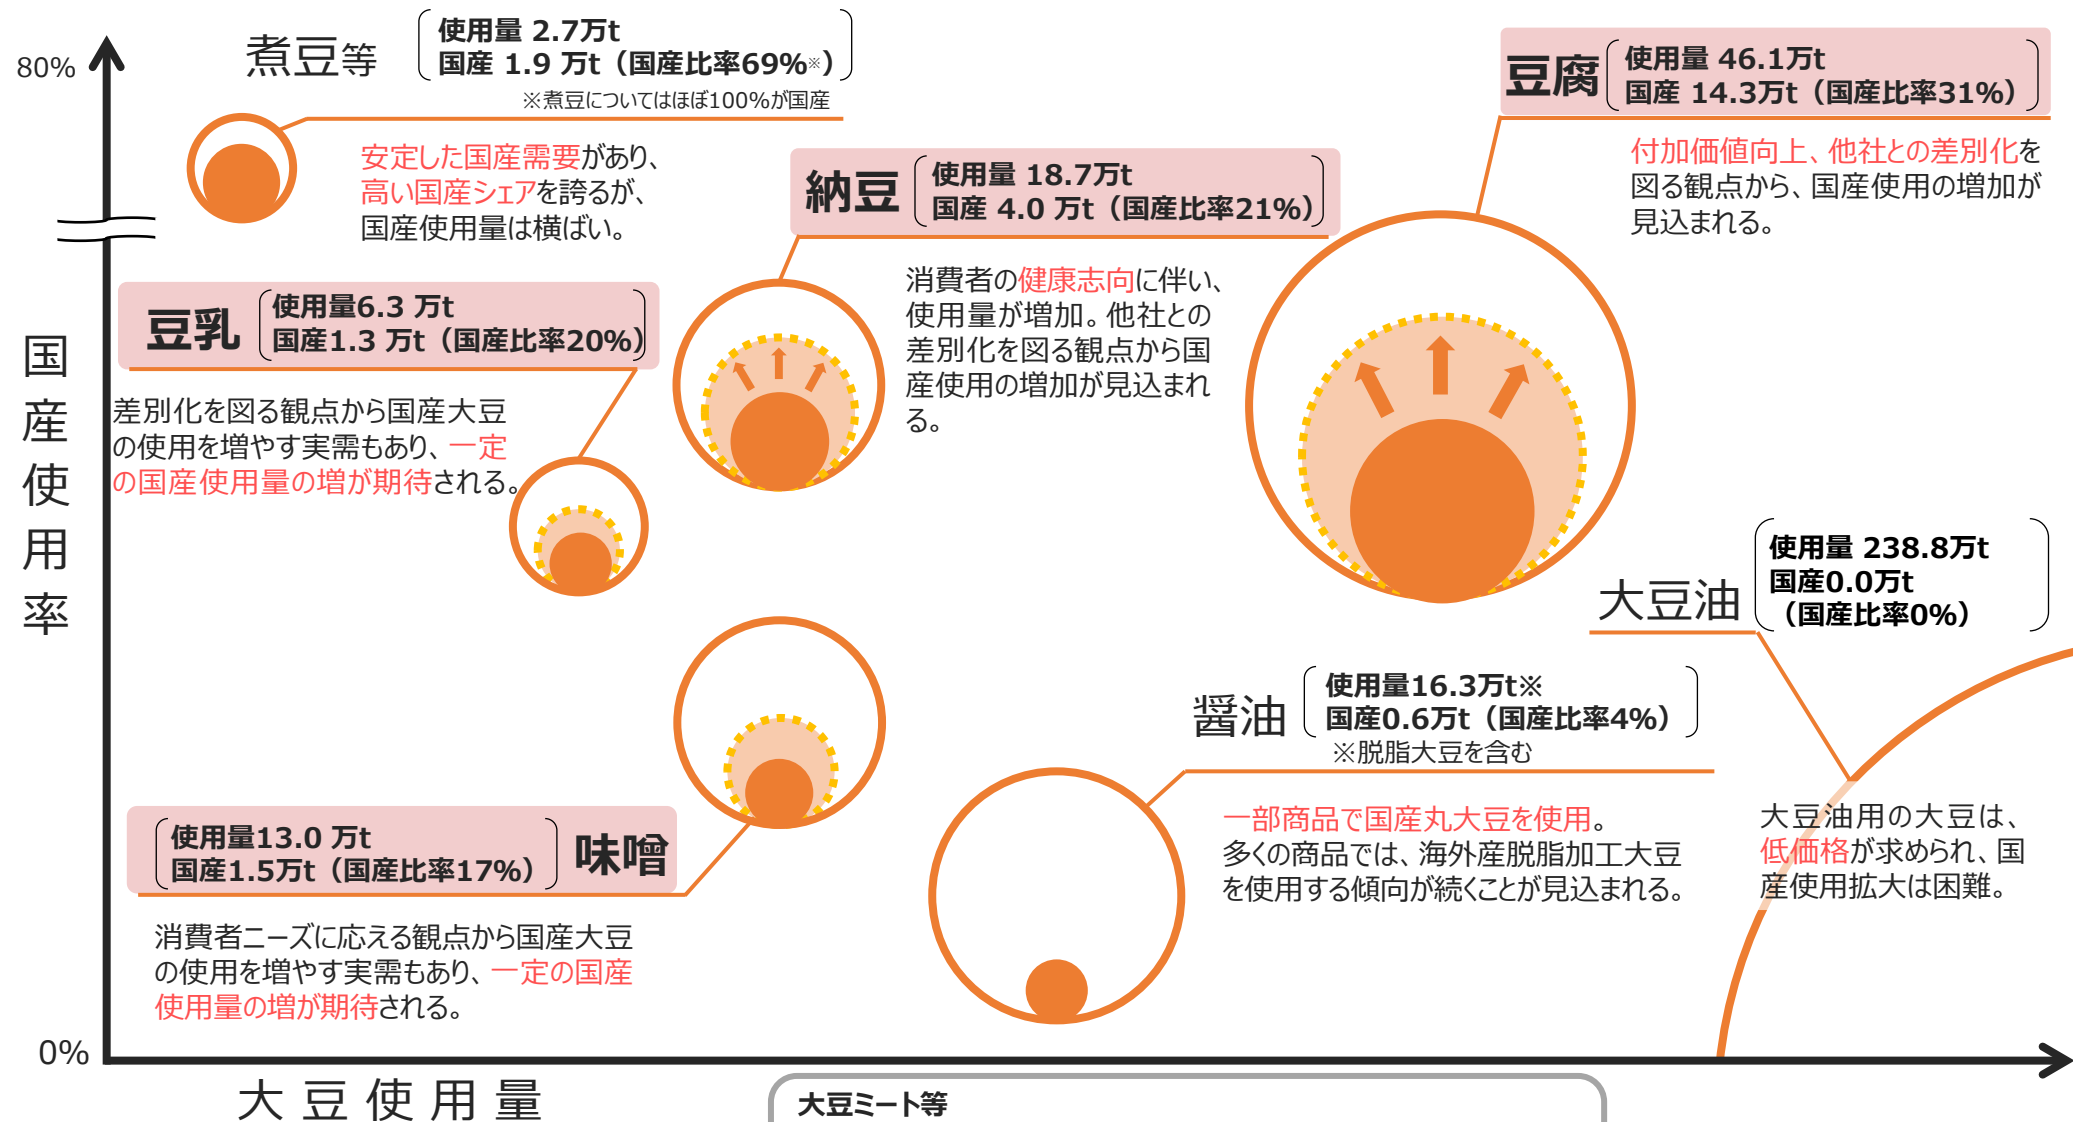 80%
国産使用率
0%
大豆使用量
煮豆等
使用量 2.7万t
国産 1.9 万t（国産比率69%※）
※煮豆についてはほぼ100%が国産
安定した国産需要があり、
高い国産シェアを誇るが、
国産使用量は横ばい。
豆腐
使用量 46.1万t
国産 14.3万t（国産比率31%）
付加価値向上、他社との差別化を
図る観点から、国産使用の増加が
見込まれる。
納豆
使用量 18.7万t
国産 4.0 万t（国産比率21%）
消費者の健康志向に伴い、
使用量が増加。他社との
差別化を図る観点から国
産使用の増加が見込まれ
る。
豆乳
使用量6.3 万t
国産1.3 万t（国産比率20%）
差別化を図る観点から国産大豆
の使用を増やす実需もあり、一定
の国産使用量の増が期待される。
大豆油
使用量 238.8万t
国産0.0万t
（国産比率0%）
大豆油用の大豆は、
低価格が求められ、国
産使用拡大は困難。
醤油
使用量16.3万t※
国産0.6万t（国産比率4%）
※脱脂大豆を含む
一部商品で国産丸大豆を使用。
多くの商品では、海外産脱脂加工大豆
を使用する傾向が続くことが見込まれる。
使用量13.0 万t
国産1.5万t（国産比率17%）
味噌
消費者ニーズに応える観点から国産大豆
の使用を増やす実需もあり、一定の国産
使用量の増が期待される。
大豆ミート等